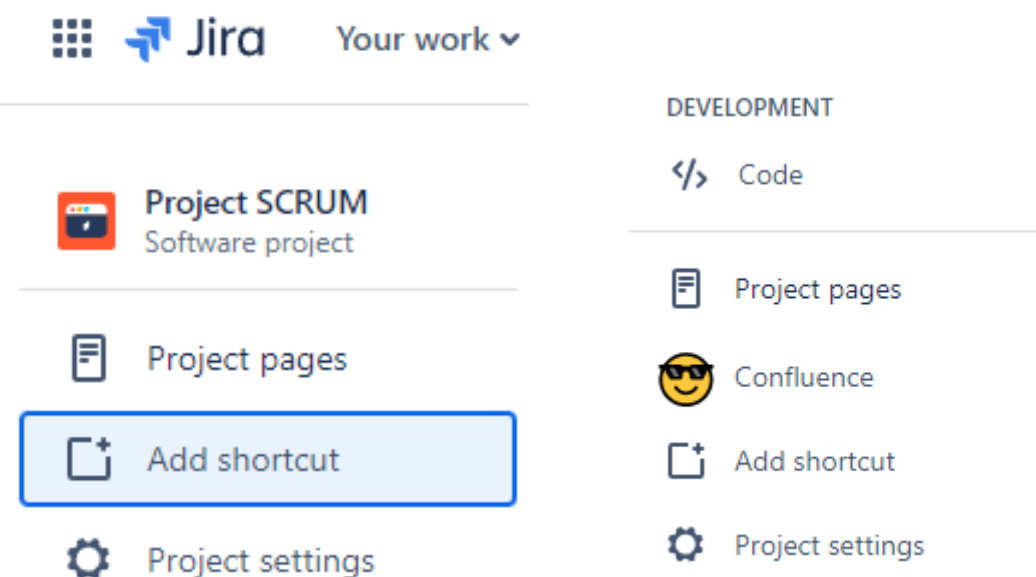 Jira Your work
Project SCRUM
Software project
Project pages
Add shortcut
Project settings
DEVELOPMENT
Code
Project pages
Confluence
Add shortcut
Project settings